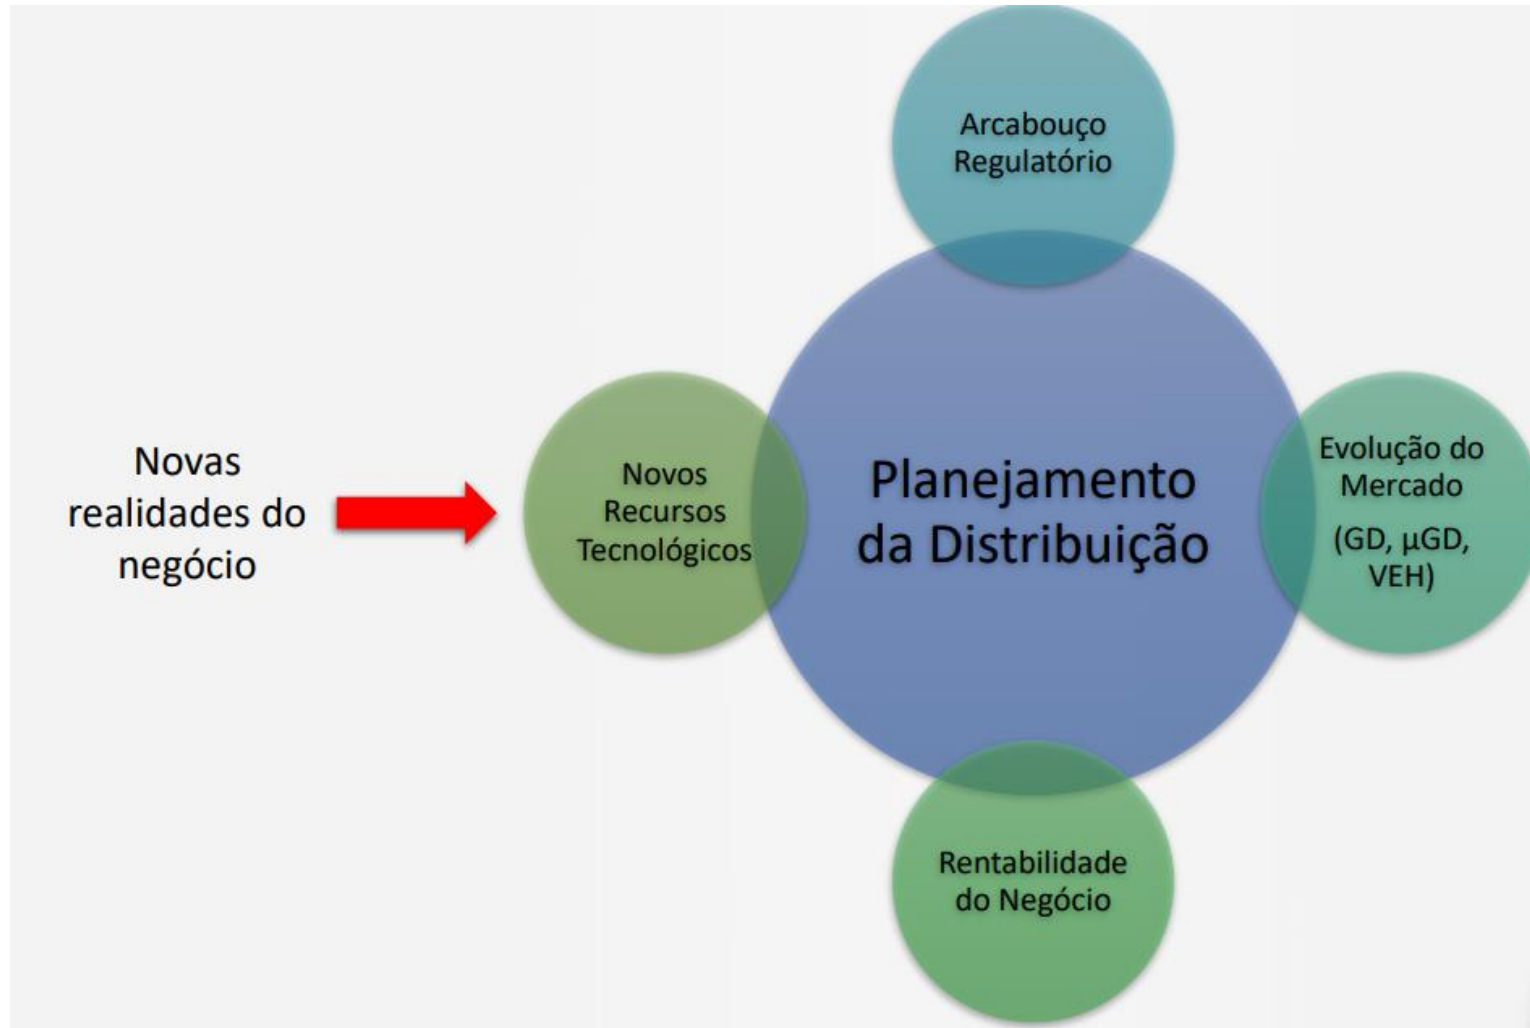 Arcabouço
Regulatório
Novas
realidades do
negócio
Novos
Recursos
Tecnológicos
Planejamento
da Distribuição
Evolução do
Mercado
(GD, μGD,
VEH)
Rentabilidade
do Negócio